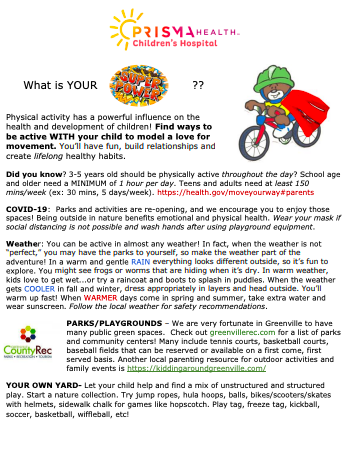 PRISMA HEALTH
Children's Hospital
What is YOUR SUPER POWER ??
Physical activity has a powerful influence on the
health and development of children! Find ways to
be active WITH your child to model a love for
movement. You'll have fun, build relationships and
create lifelong healthy habits.
Did you know? 3-5 years old should be physically active throughout the day? School age
and older need a MINIMUM of 1 hour per day. Teens and adults need at least 150
mins/week (ex: 30 mins, 5 days/week). https://health.gov/moveyourway#parents
COVID-19: Parks and activities are re-opening, and we encourage you to enjoy those
spaces! Being outside in nature benefits emotional and physical health. Wear your mask if
social distancing is not possible and wash hands after using playground equipment.
Weather: You can be active in almost any weather! In fact, when the weather is not
"perfect," you may have the parks to yourself, so make the weather part of the
adventure! In a warm and gentle RAIN everything looks different outside, so it's fun to
explore. You might see frogs or worms that are hiding when it's dry. In warm weather,
kids love to get wet...or try a raincoat and boots to splash in puddles. When the weather
gets COOLER in fall and winter, dress appropriately in layers and head outside. You'll
warm up fast! When WARMER days come in spring and summer, take extra water and
wear sunscreen. Follow the local weather for safety recommendations.
CountyRec
PARKS/PLAYGROUNDS – We are very fortunate in Greenville to have
many public green spaces. Check out greenvillerec.com for a list of parks
and community centers! Many include tennis courts, basketball courts,
baseball fields that can be reserved or available on a first come, first
served basis. Another local parenting resource for outdoor activities and
family events is https://kiddingaroundgreenville.com/
YOUR OWN YARD- Let your child help and find a mix of unstructured and structured
play. Start a nature collection. Try jump ropes, hula hoops, balls, bikes/scooters/skates
with helmets, sidewalk chalk for games like hopscotch. Play tag, freeze tag, kickball,
soccer, basketball, wiffleball, etc!